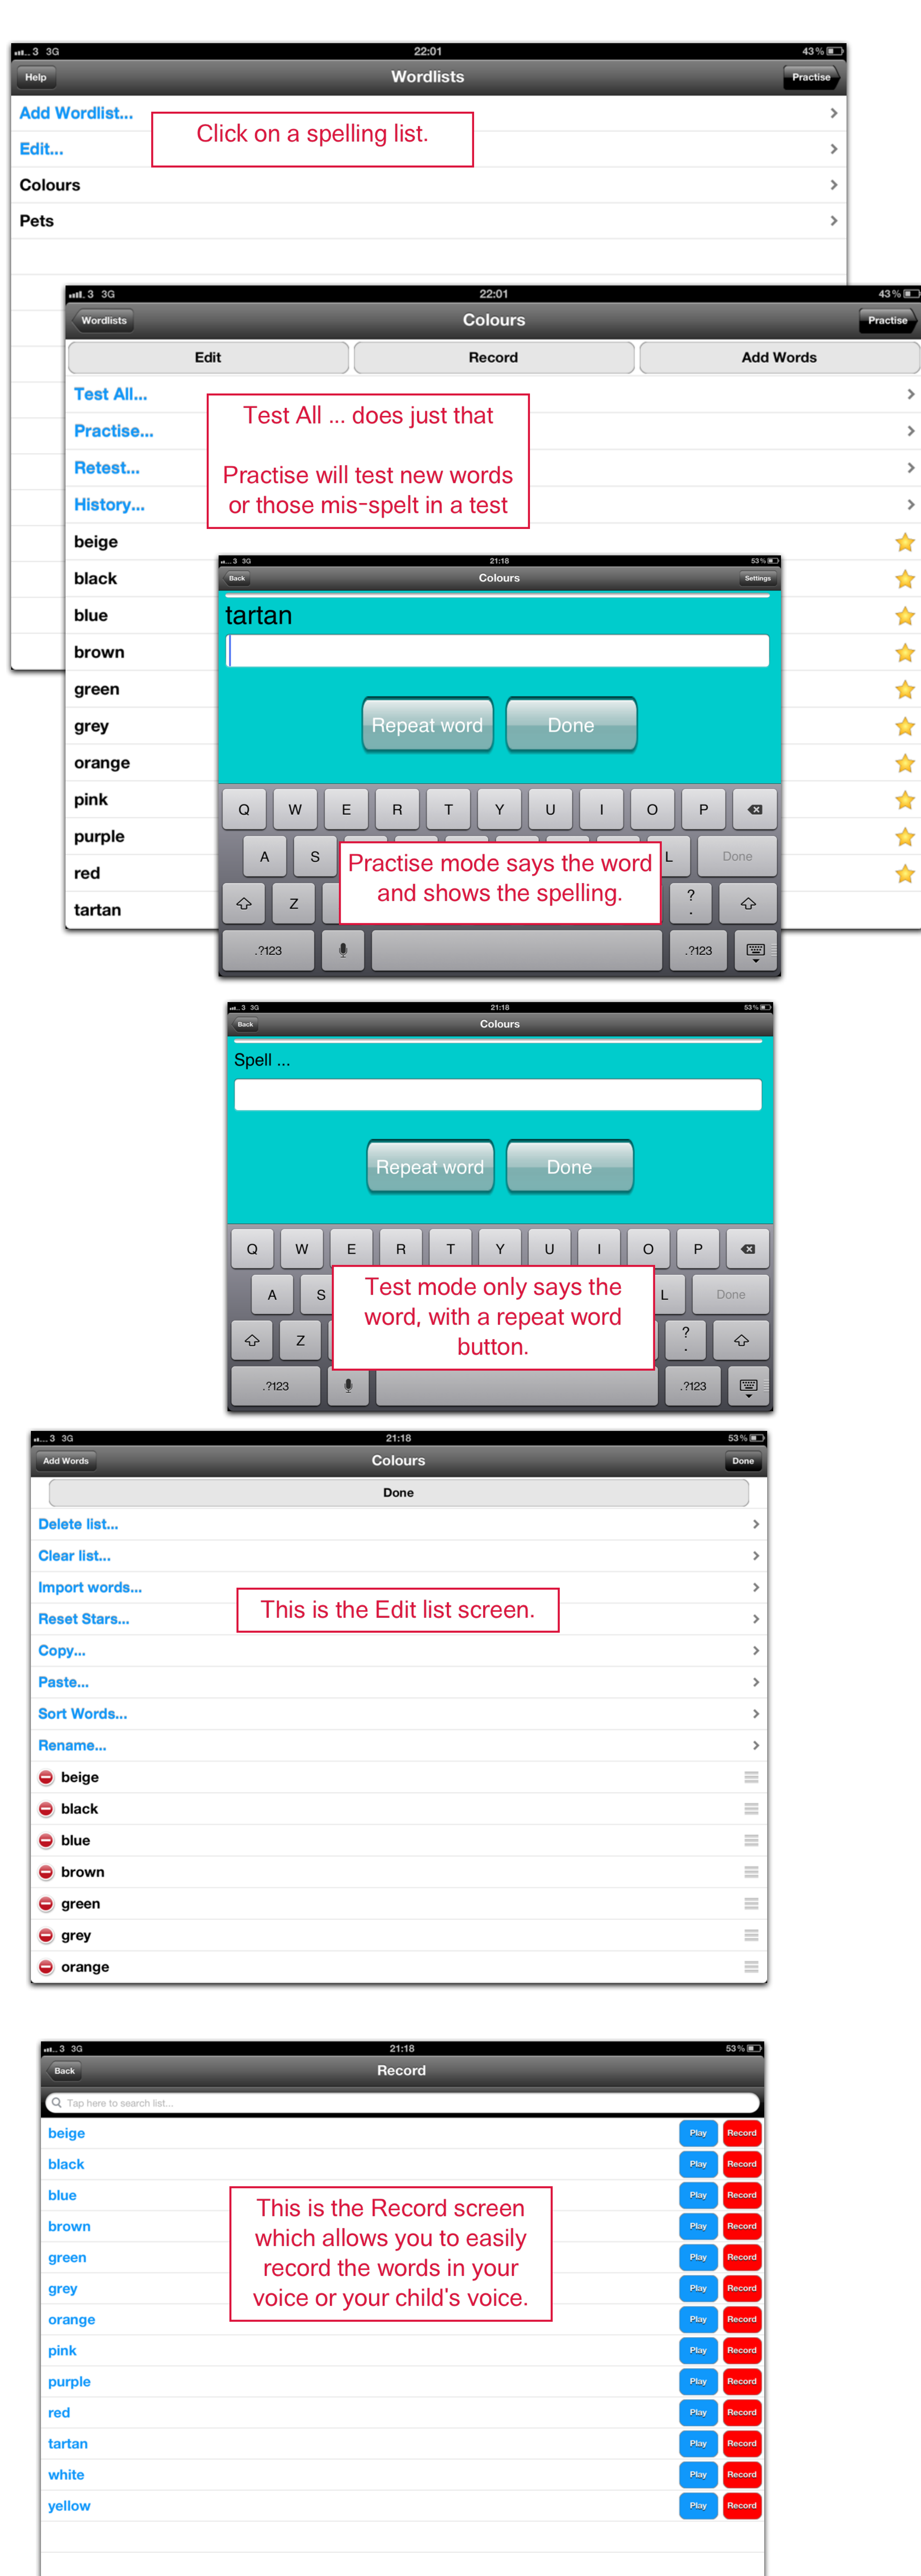 3 3G 22:01 43%
Help Wordlists Practise
Add Wordlist...
Click on a spelling list.
Edit...
Colours
Pets
3 3G 22:01 43%
Wordlists Colours Practise
Edit Record Add Words
Test All...
Practise...
Retest...
History...
Test All ... does just that
Practise will test new words
or those mis-spelt in a test
beige
black
blue
brown
green
grey
orange
pink
purple
red
tartan
3 3G 21:18 53%
Back Colours Settings
tartan
Repeat word Done
Q W E R T Y U I O P
A S L Done
Practise mode says the word
and shows the spelling.
Z ? .
.?123 .?123
3 3G 21:18 53%
Back Colours
Spell ...
Repeat word Done
Q W E R T Y U I O P
A S L Done
Test mode only says the
word, with a repeat word
button.
Z ? .
.?123 .?123
3 3G 21:18 53%
Add Words Colours Done
Done
Delete list...
Clear list...
Import words...
This is the Edit list screen.
Reset Stars...
Copy...
Paste...
Sort Words...
Rename...
beige
black
blue
brown
green
grey
orange
3 3G 21:18 53%
Back Record
Tap here to search list...
beige Play Record
black Play Record
blue Play Record
brown Play Record
green Play Record
grey Play Record
orange Play Record
This is the Record screen
which allows you to easily
record the words in your
voice or your child's voice.
pink Play Record
purple Play Record
red Play Record
tartan Play Record
white Play Record
yellow Play Record